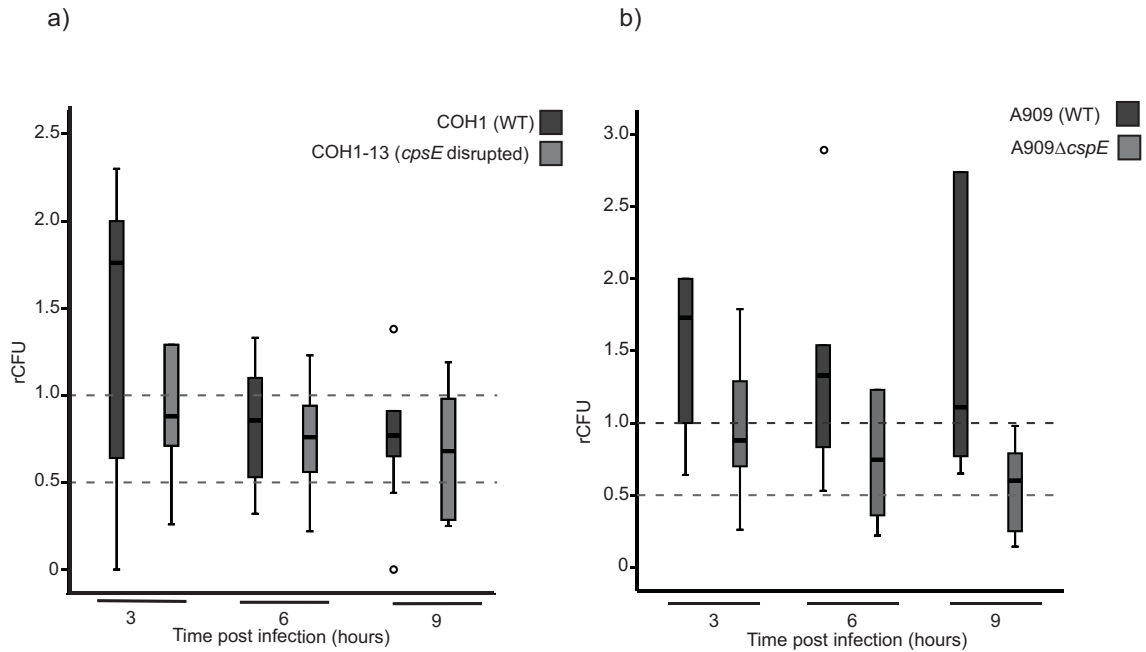 a)
COH1 (WT)
COH1-13 (cpsE disrupted)
2.5
2.0
1.5
1.0
0.5
0
rCFU
3
6
9
Time post infection (hours)
b)
A909 (WT)
A909ΔcspE
3.0
2.5
2.0
1.5
1.0
0.5
0
rCFU
3
6
9
Time post infection (hours)